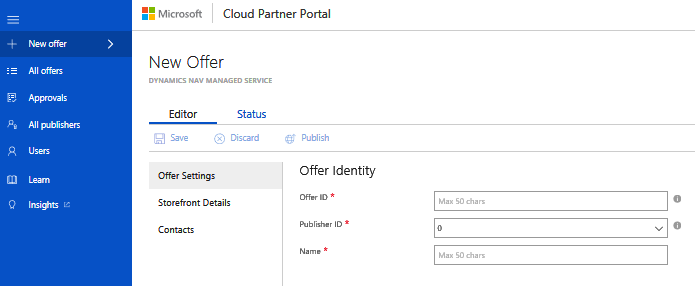 Microsoft
Cloud Partner Portal
New offer
All offers
Approvals
All publishers
Users
Learn
Insights
New Offer
DYNAMICS NAV MANAGED SERVICE
Editor
Status
Save
Discard
Publish
Offer Settings
Storefront Details
Contacts
Offer Identity
Offer ID *
Max 50 chars
Publisher ID *
0
Name *
Max 50 chars